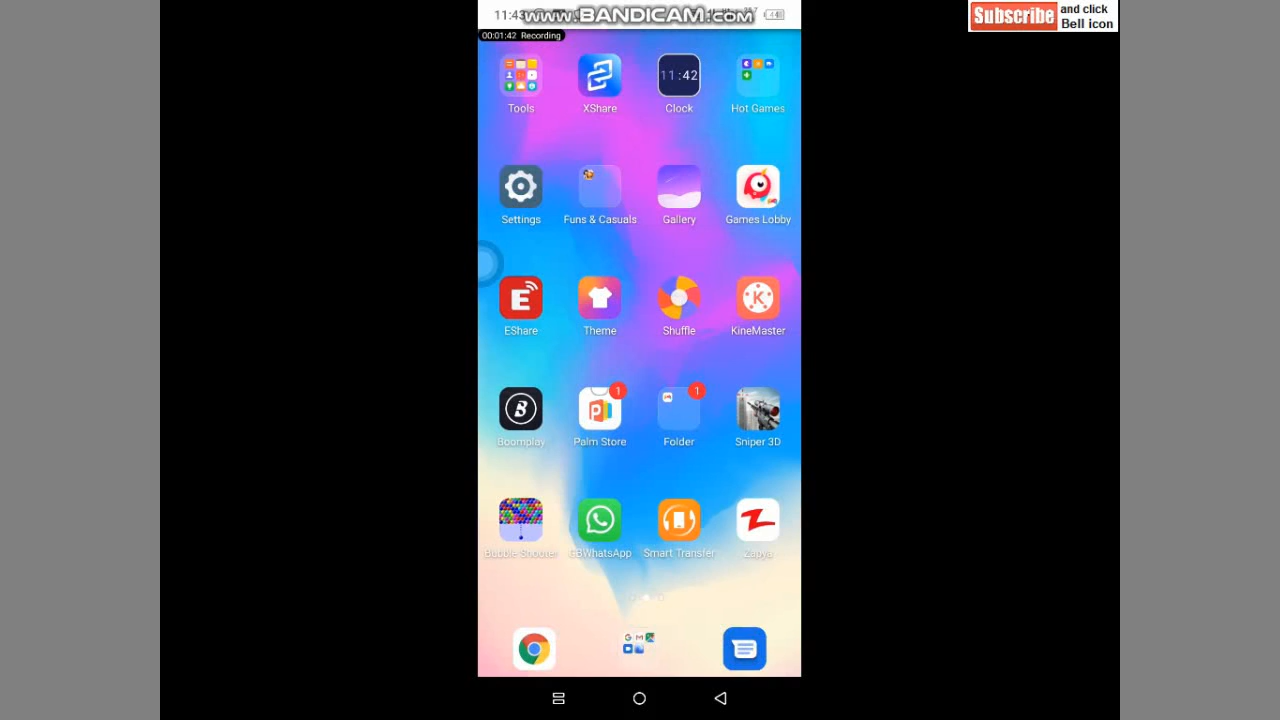 Subscribe and click
Bell icon
11:43 www.BANDICAM.com
00:01:42 Recording
11:42
Tools XShare Clock Hot Games
Settings Funs & Casuals Gallery Games Lobby
E
EShare Theme Shuffle KineMaster
K
B
1
1
P
Boomplay Palm Store Folder Sniper 3D
Bubble Shooter GBWhatsApp Smart Transfer Zapya